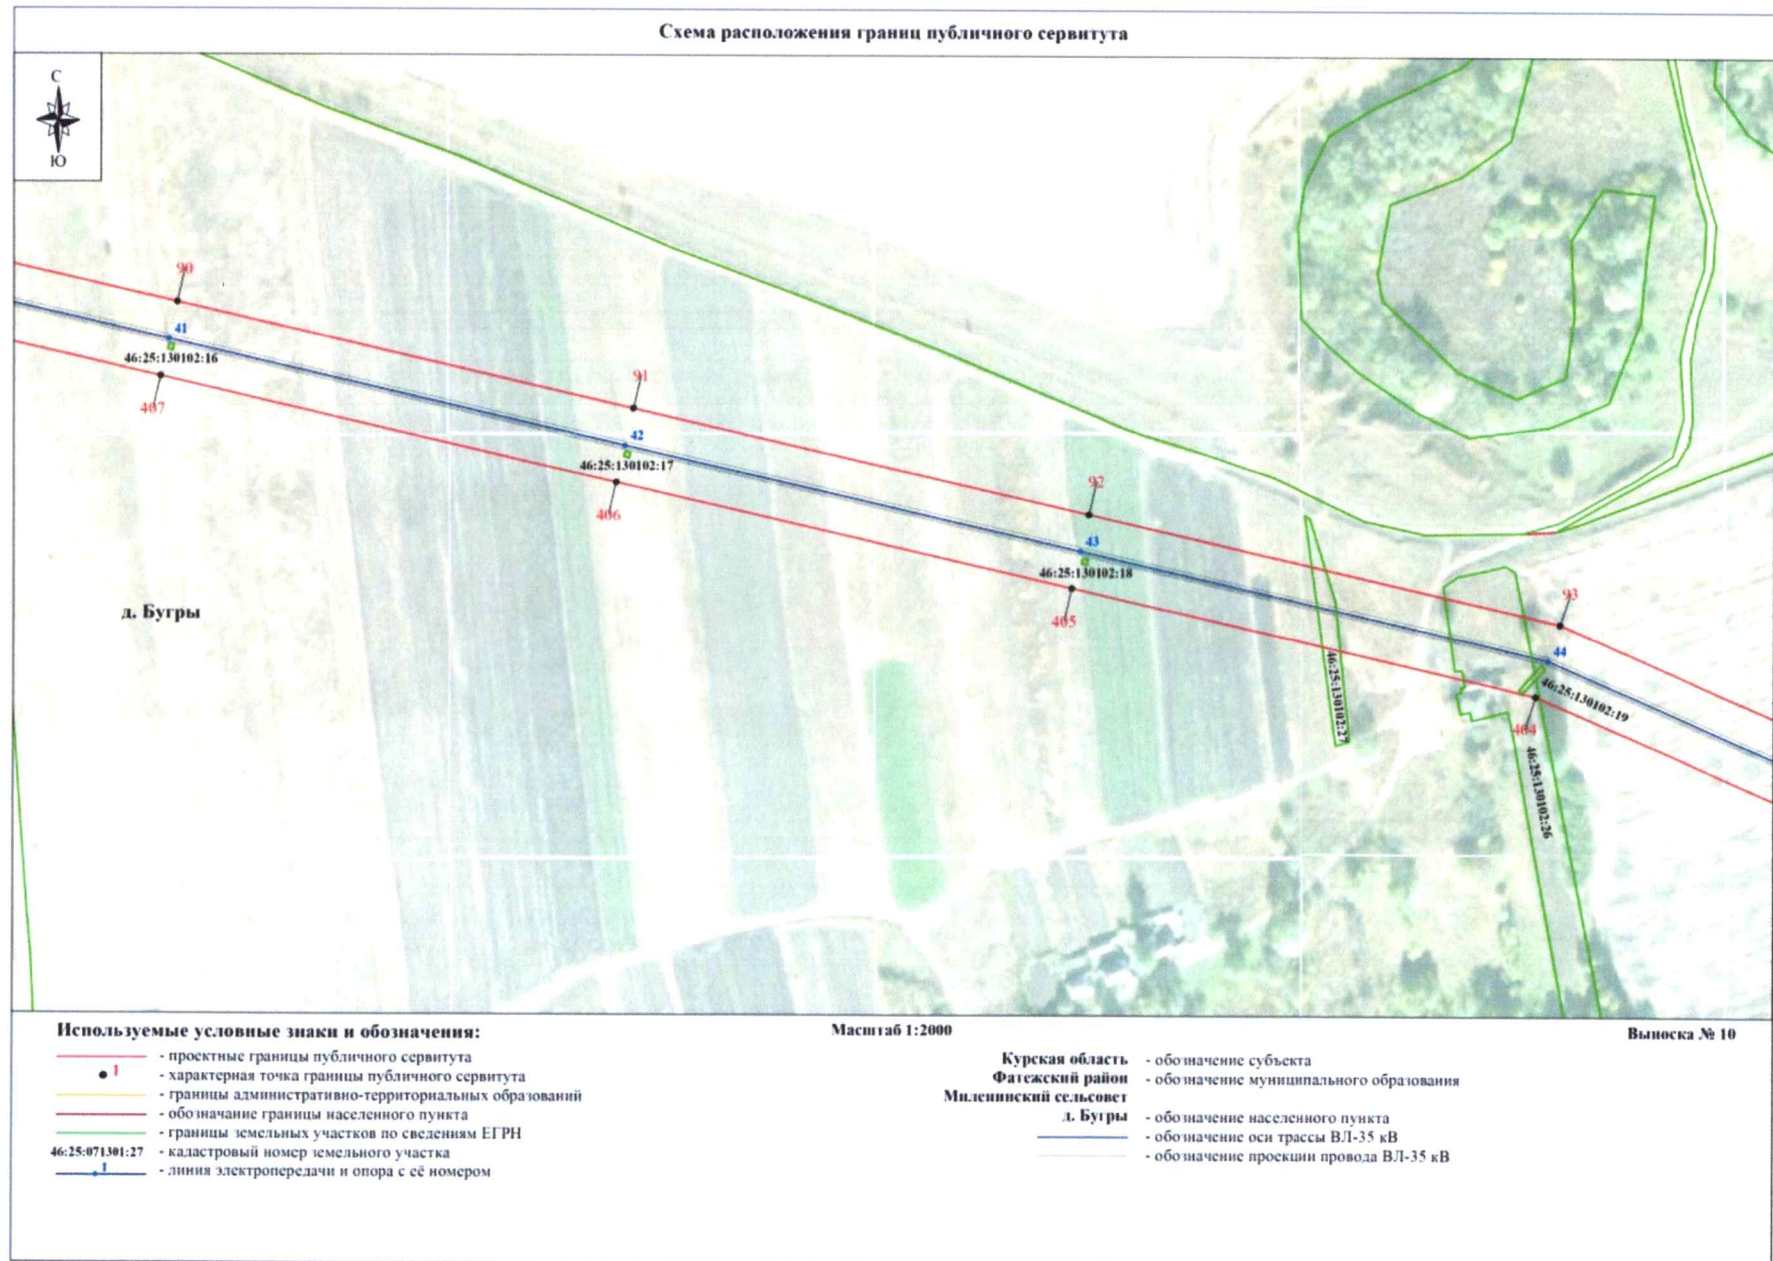 Схема расположения границ публичного сервитута
С
Ю
90
41
46:25:130102:16
407
91
42
46:25:130102:17
406
92
43
46:25:130102:18
405
93
44
46:25:130102:19
404
46:25:130102:27
46:25:130102:26
д. Бугры
Используемые условные знаки и обозначения:
- проектные границы публичного сервитута
1 - характерная точка границы публичного сервитута
- границы административно-территориальных образований
- обозначание границы населенного пункта
- границы земельных участков по сведениям ЕГРН
46:25:071301:27 - кадастровый номер земельного участка
1 - линия электропередачи и опора с её номером
Масштаб 1:2000
Выноска № 10
Курская область - обозначение субъекта
Фатежский район - обозначение муниципального образования
Миленинский сельсовет
д. Бугры - обозначение населенного пункта
- обозначение оси трассы ВЛ-35 кВ
- обозначение проекции провода ВЛ-35 кВ